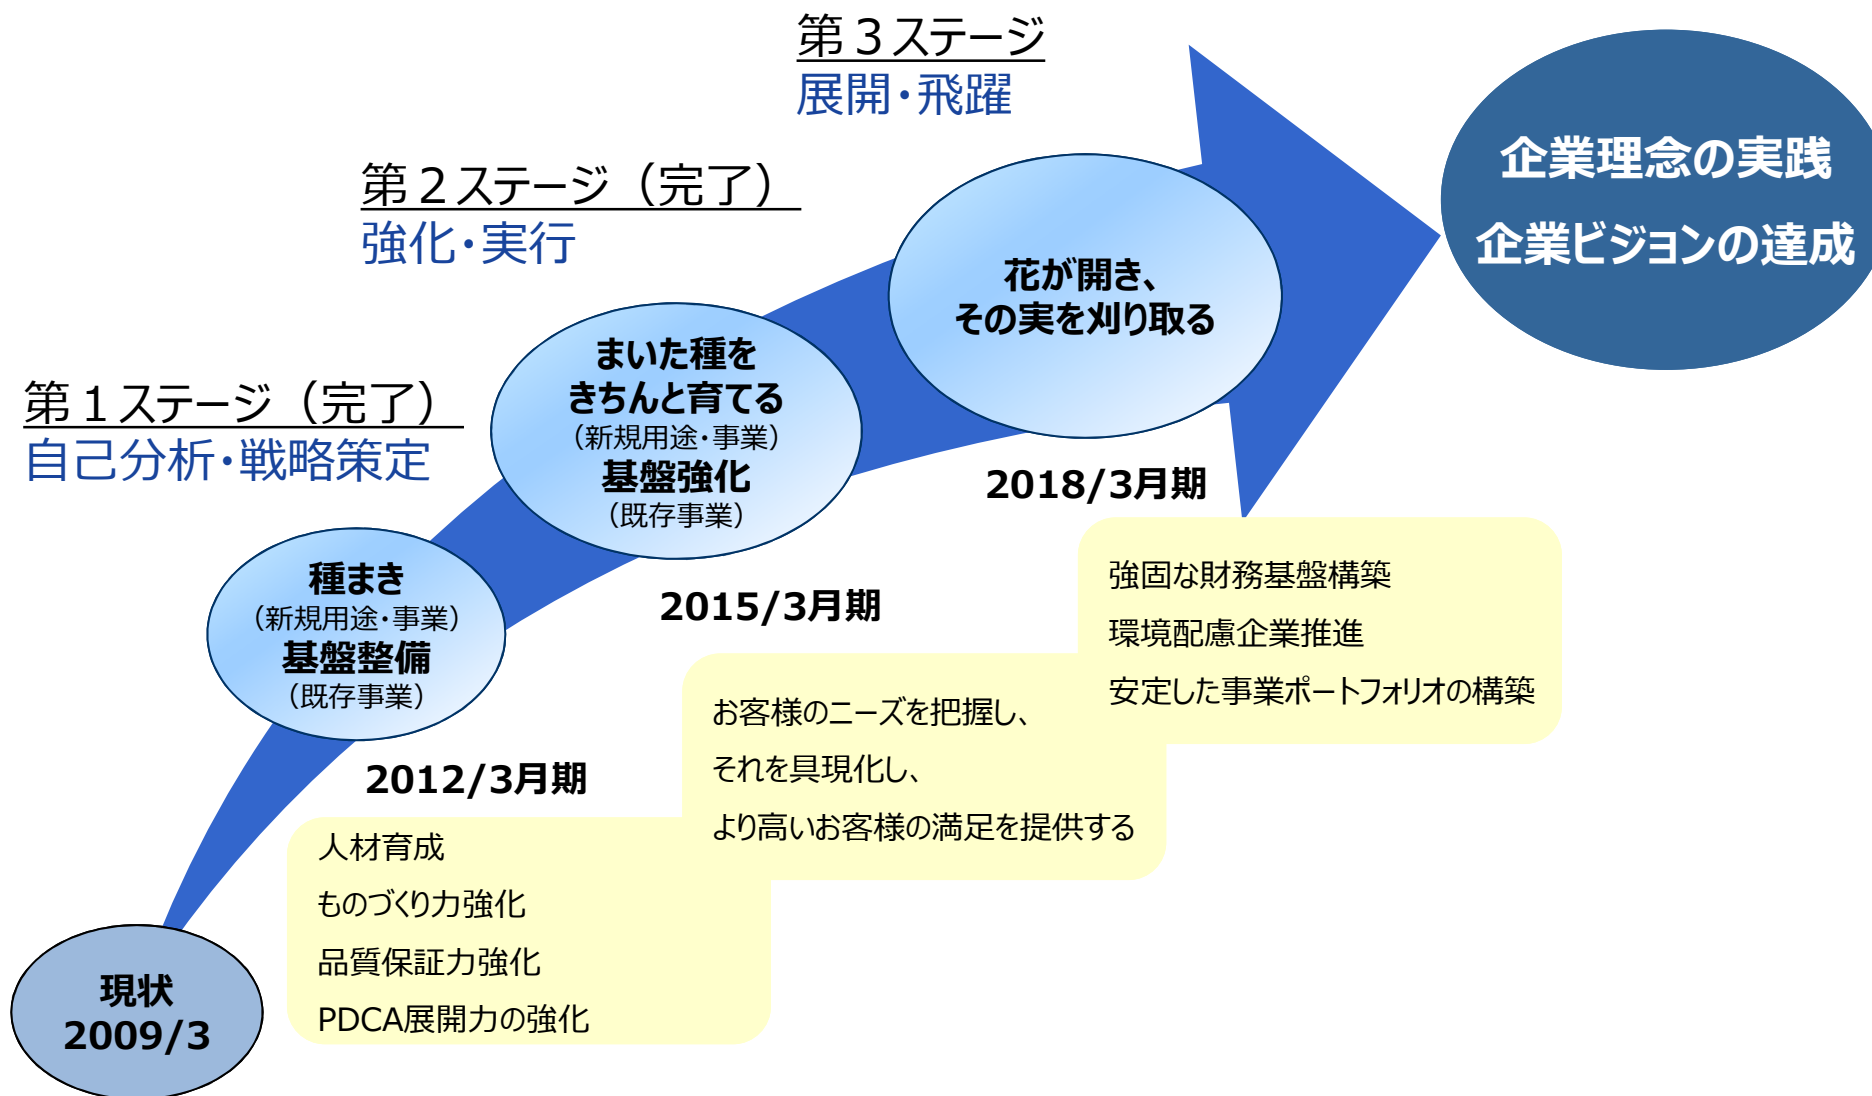 第３ステージ
展開・飛躍
企業理念の実践
企業ビジョンの達成
第２ステージ（完了）
強化・実行
花が開き、
その実を刈り取る
まいた種を
きちんと育てる
（新規用途・事業）
基盤強化
（既存事業）
第１ステージ（完了）
自己分析・戦略策定
2018/3月期
種まき
（新規用途・事業）
基盤整備
（既存事業）
2015/3月期
強固な財務基盤構築
環境配慮企業推進
安定した事業ポートフォリオの構築
お客様のニーズを把握し、
それを具現化し、
より高いお客様の満足を提供する
2012/3月期
人材育成
ものづくり力強化
品質保証力強化
PDCA展開力の強化
現状
2009/3